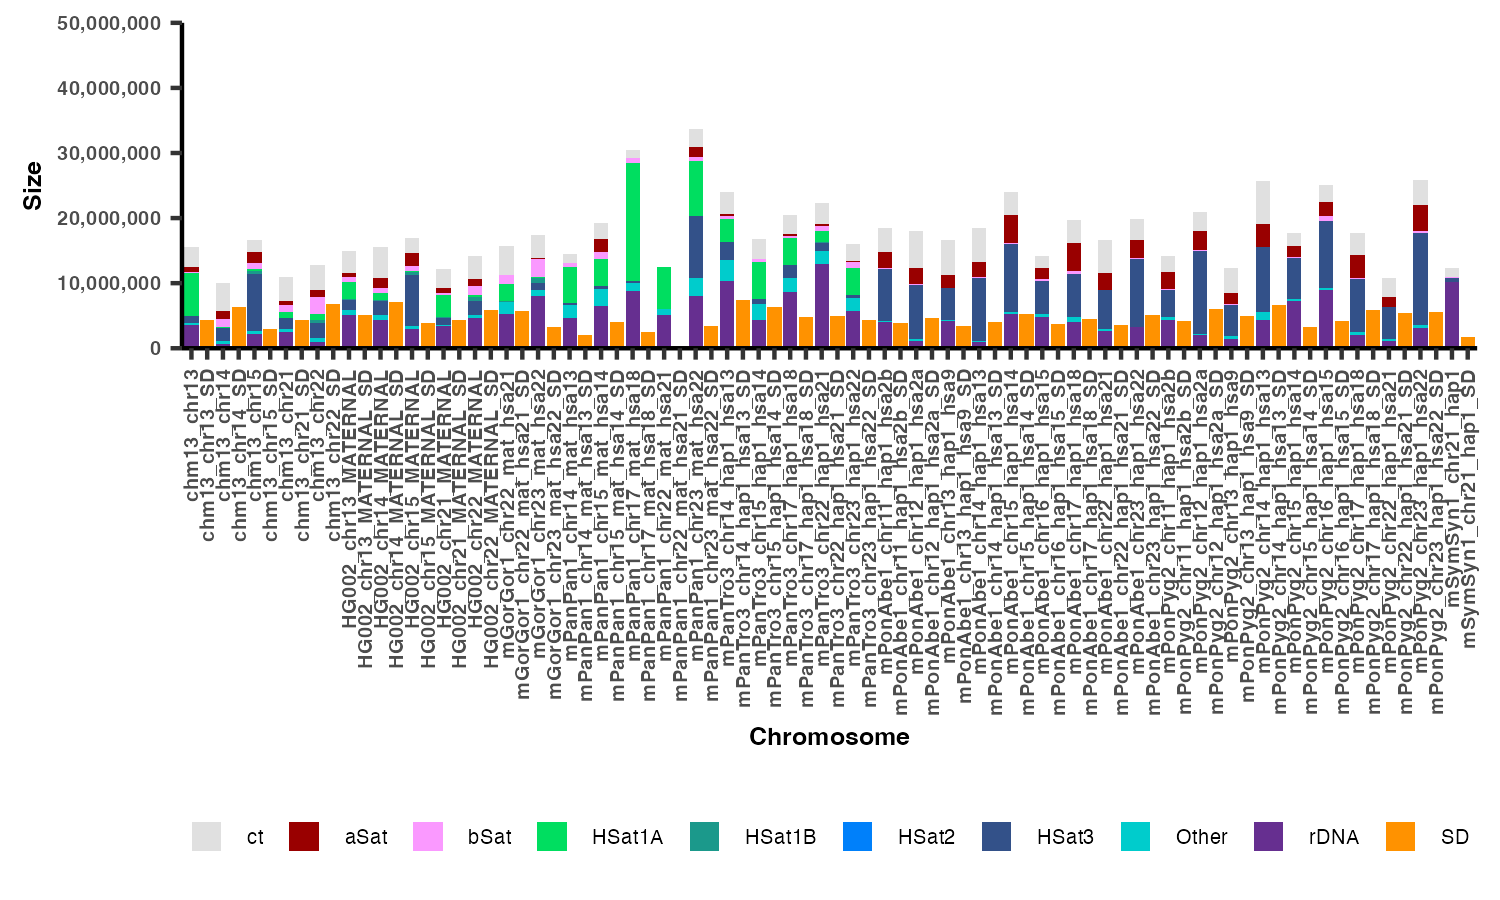 Size
50,000,000
40,000,000
30,000,000
20,000,000
10,000,000
0
chm13_chr13
chm13_chr13_SD
chm13_chr14
chm13_chr14_SD
chm13_chr15
chm13_chr15_SD
chm13_chr21
chm13_chr21_SD
chm13_chr22
chm13_chr22_SD
HG002_chr13_MATERNAL
HG002_chr13_MATERNAL_SD
HG002_chr14_MATERNAL
HG002_chr14_MATERNAL_SD
HG002_chr15_MATERNAL
HG002_chr15_MATERNAL_SD
HG002_chr21_MATERNAL
HG002_chr21_MATERNAL_SD
HG002_chr22_MATERNAL
HG002_chr22_MATERNAL_SD
mGorGor1_chr22_mat_hsa21
mGorGor1_chr22_mat_hsa21_SD
mGorGor1_chr23_mat_hsa22
mGorGor1_chr23_mat_hsa22_SD
mPanPan1_chr14_mat_hsa13
mPanPan1_chr14_mat_hsa13_SD
mPanPan1_chr15_mat_hsa14
mPanPan1_chr15_mat_hsa14_SD
mPanPan1_chr17_mat_hsa18
mPanPan1_chr17_mat_hsa18_SD
mPanPan1_chr22_mat_hsa21
mPanPan1_chr22_mat_hsa21_SD
mPanPan1_chr23_mat_hsa22
mPanPan1_chr23_mat_hsa22_SD
mPanTro3_chr14_hap1_hsa13
mPanTro3_chr14_hap1_hsa13_SD
mPanTro3_chr15_hap1_hsa14
mPanTro3_chr15_hap1_hsa14_SD
mPanTro3_chr17_hap1_hsa18
mPanTro3_chr17_hap1_hsa18_SD
mPanTro3_chr22_hap1_hsa21
mPanTro3_chr22_hap1_hsa21_SD
mPanTro3_chr23_hap1_hsa22
mPanTro3_chr23_hap1_hsa22_SD
mPonAbe1_chr11_hap1_hsa2b
mPonAbe1_chr11_hap1_hsa2b_SD
mPonAbe1_chr12_hap1_hsa2a
mPonAbe1_chr12_hap1_hsa2a_SD
mPonAbe1_chr13_hap1_hsa9
mPonAbe1_chr13_hap1_hsa9_SD
mPonAbe1_chr14_hap1_hsa13
mPonAbe1_chr14_hap1_hsa13_SD
mPonAbe1_chr15_hap1_hsa14
mPonAbe1_chr15_hap1_hsa14_SD
mPonAbe1_chr16_hap1_hsa15
mPonAbe1_chr16_hap1_hsa15_SD
mPonAbe1_chr17_hap1_hsa18
mPonAbe1_chr17_hap1_hsa18_SD
mPonAbe1_chr22_hap1_hsa21
mPonAbe1_chr22_hap1_hsa21_SD
mPonAbe1_chr23_hap1_hsa22
mPonAbe1_chr23_hap1_hsa22_SD
mPonPyg2_chr11_hap1_hsa2b
mPonPyg2_chr11_hap1_hsa2b_SD
mPonPyg2_chr12_hap1_hsa2a
mPonPyg2_chr12_hap1_hsa2a_SD
mPonPyg2_chr13_hap1_hsa9
mPonPyg2_chr13_hap1_hsa9_SD
mPonPyg2_chr14_hap1_hsa13
mPonPyg2_chr14_hap1_hsa13_SD
mPonPyg2_chr15_hap1_hsa14
mPonPyg2_chr15_hap1_hsa14_SD
mPonPyg2_chr16_hap1_hsa15
mPonPyg2_chr16_hap1_hsa15_SD
mPonPyg2_chr17_hap1_hsa18
mPonPyg2_chr17_hap1_hsa18_SD
mPonPyg2_chr22_hap1_hsa21
mPonPyg2_chr22_hap1_hsa21_SD
mPonPyg2_chr23_hap1_hsa22
mPonPyg2_chr23_hap1_hsa22_SD
mSymSyn1_chr21_hap1
mSymSyn1_chr21_hap1_SD
Chromosome
ct aSat bSat HSat1A HSat1B HSat2 HSat3 Other rDNA SD